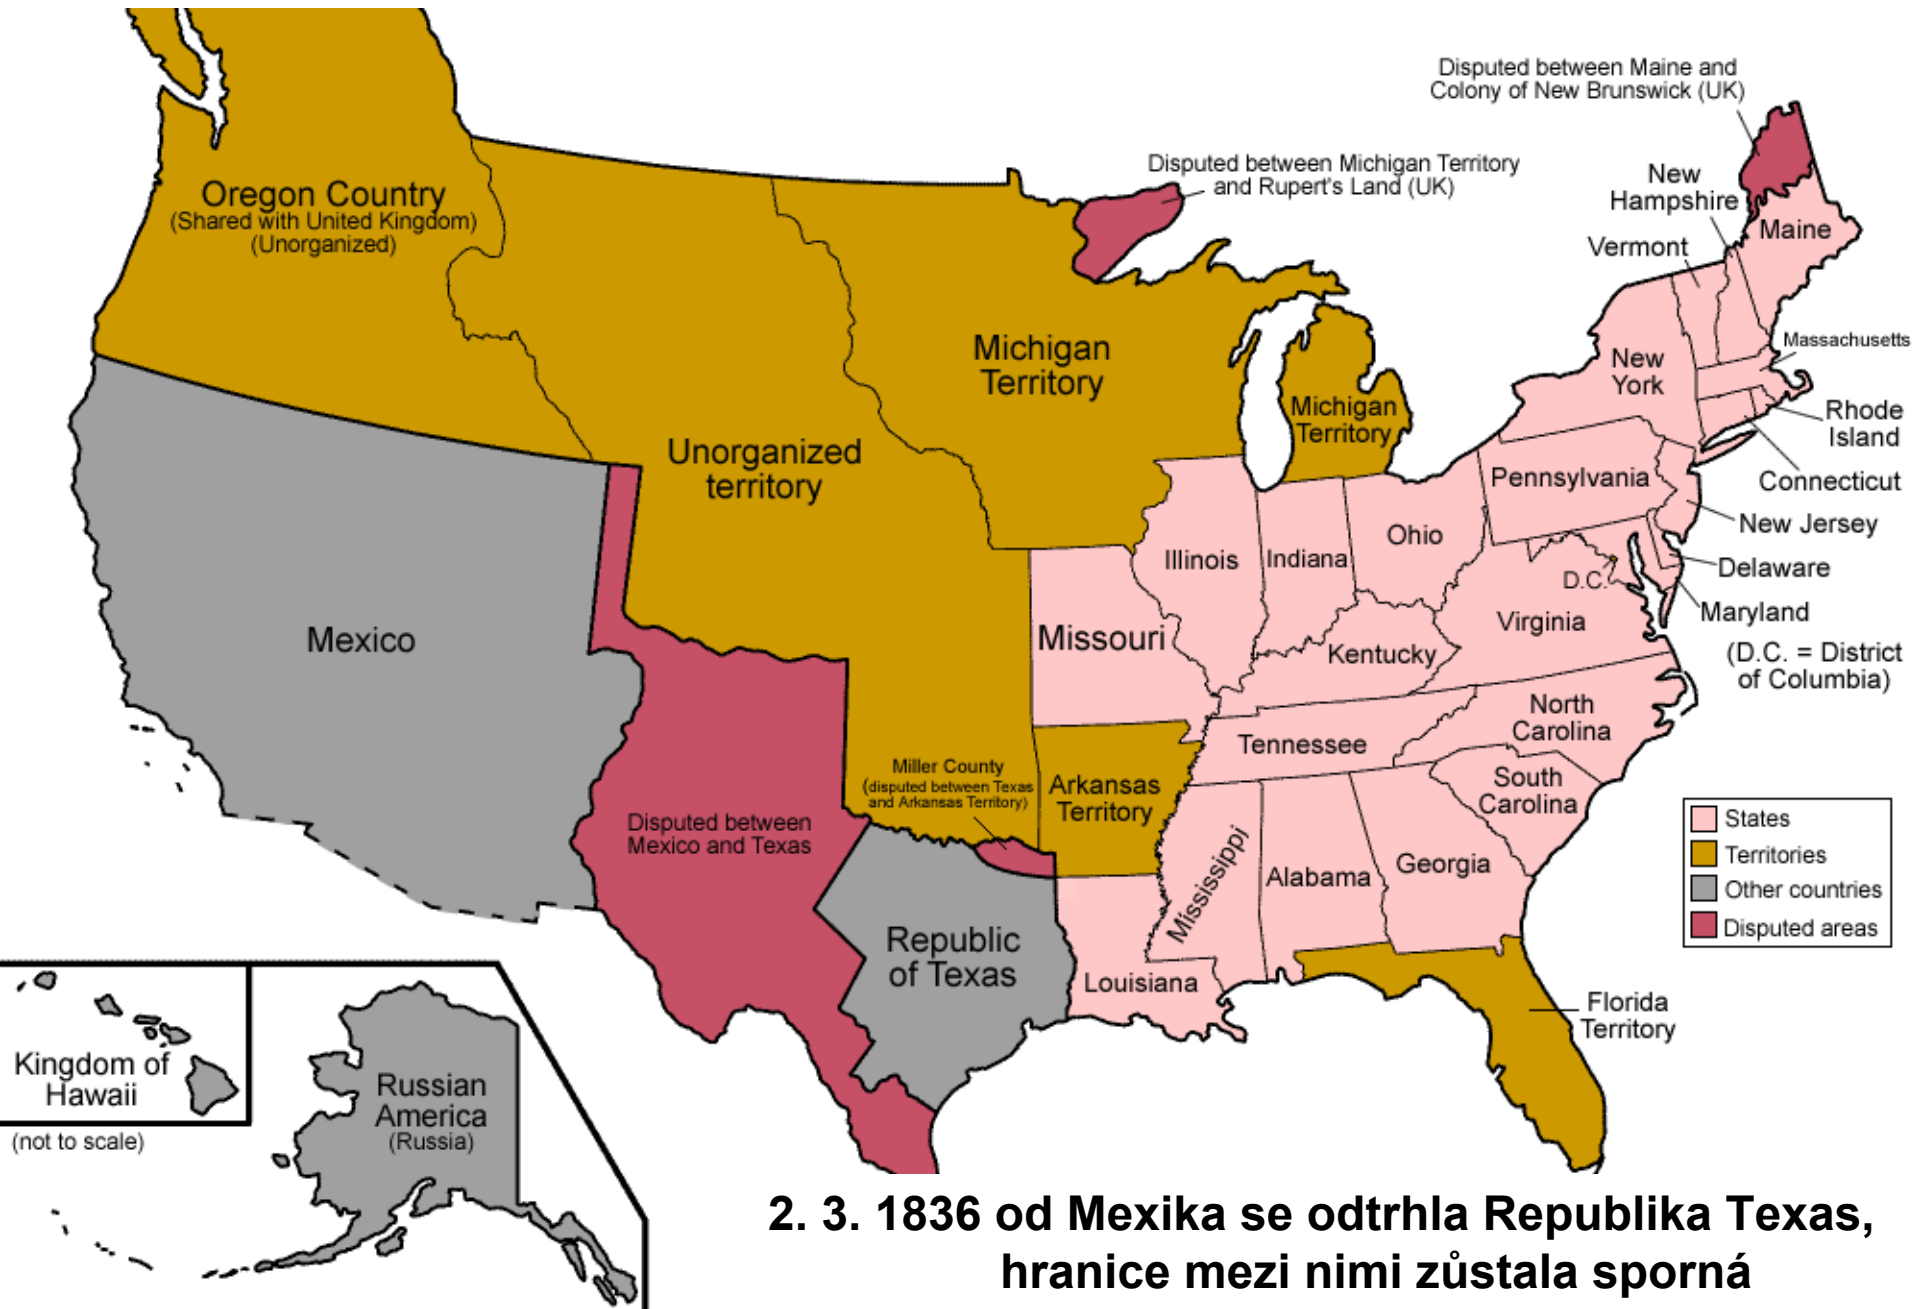 Disputed between Maine and
Colony of New Brunswick (UK)
Disputed between Michigan Territory
and Rupert's Land (UK)
New
Hampshire
Vermont
Maine
Oregon Country
(Shared with United Kingdom)
(Unorganized)
Michigan
Territory
Massachusetts
New
York
Michigan
Territory
Rhode
Island
Unorganized
territory
Pennsylvania
Connecticut
New Jersey
Ohio
Illinois
Indiana
Delaware
D.C.
Maryland
Virginia
Mexico
Missouri
Kentucky
(D.C. = District
of Columbia)
North
Carolina
Tennessee
Miller County
(disputed between Texas
and Arkansas Territory)
Arkansas
Territory
South
Carolina
Disputed between
Mexico and Texas
Mississippi
Alabama
Georgia
States
Territories
Other countries
Disputed areas
Republic
of Texas
Louisiana
Florida
Territory
Kingdom of
Hawaii
(not to scale)
Russian
America
(Russia)
2. 3. 1836 od Mexika se odtrhla Republika Texas,
hranice mezi nimi zůstala sporná